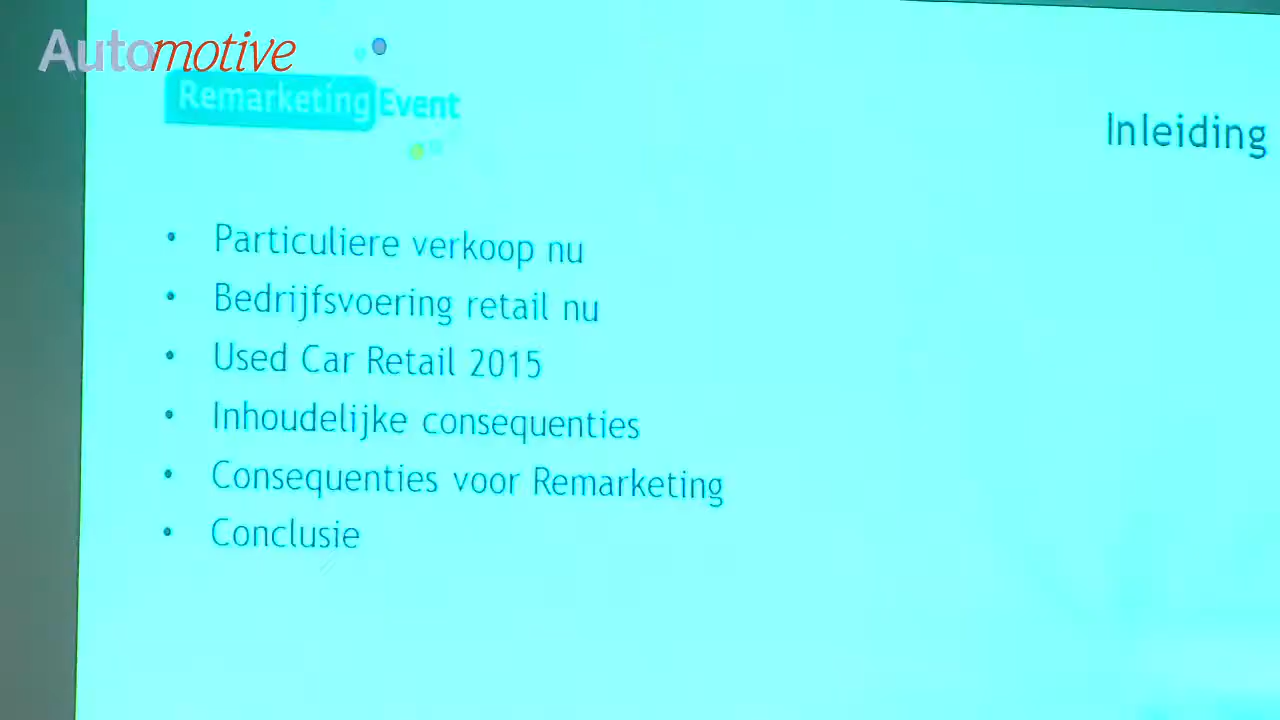 Automotive
Remarketing Event
Inleiding
• Particuliere verkoop nu
• Bedrijfsvoering retail nu
• Used Car Retail 2015
• Inhoudelijke consequenties
• Consequenties voor Remarketing
• Conclusie